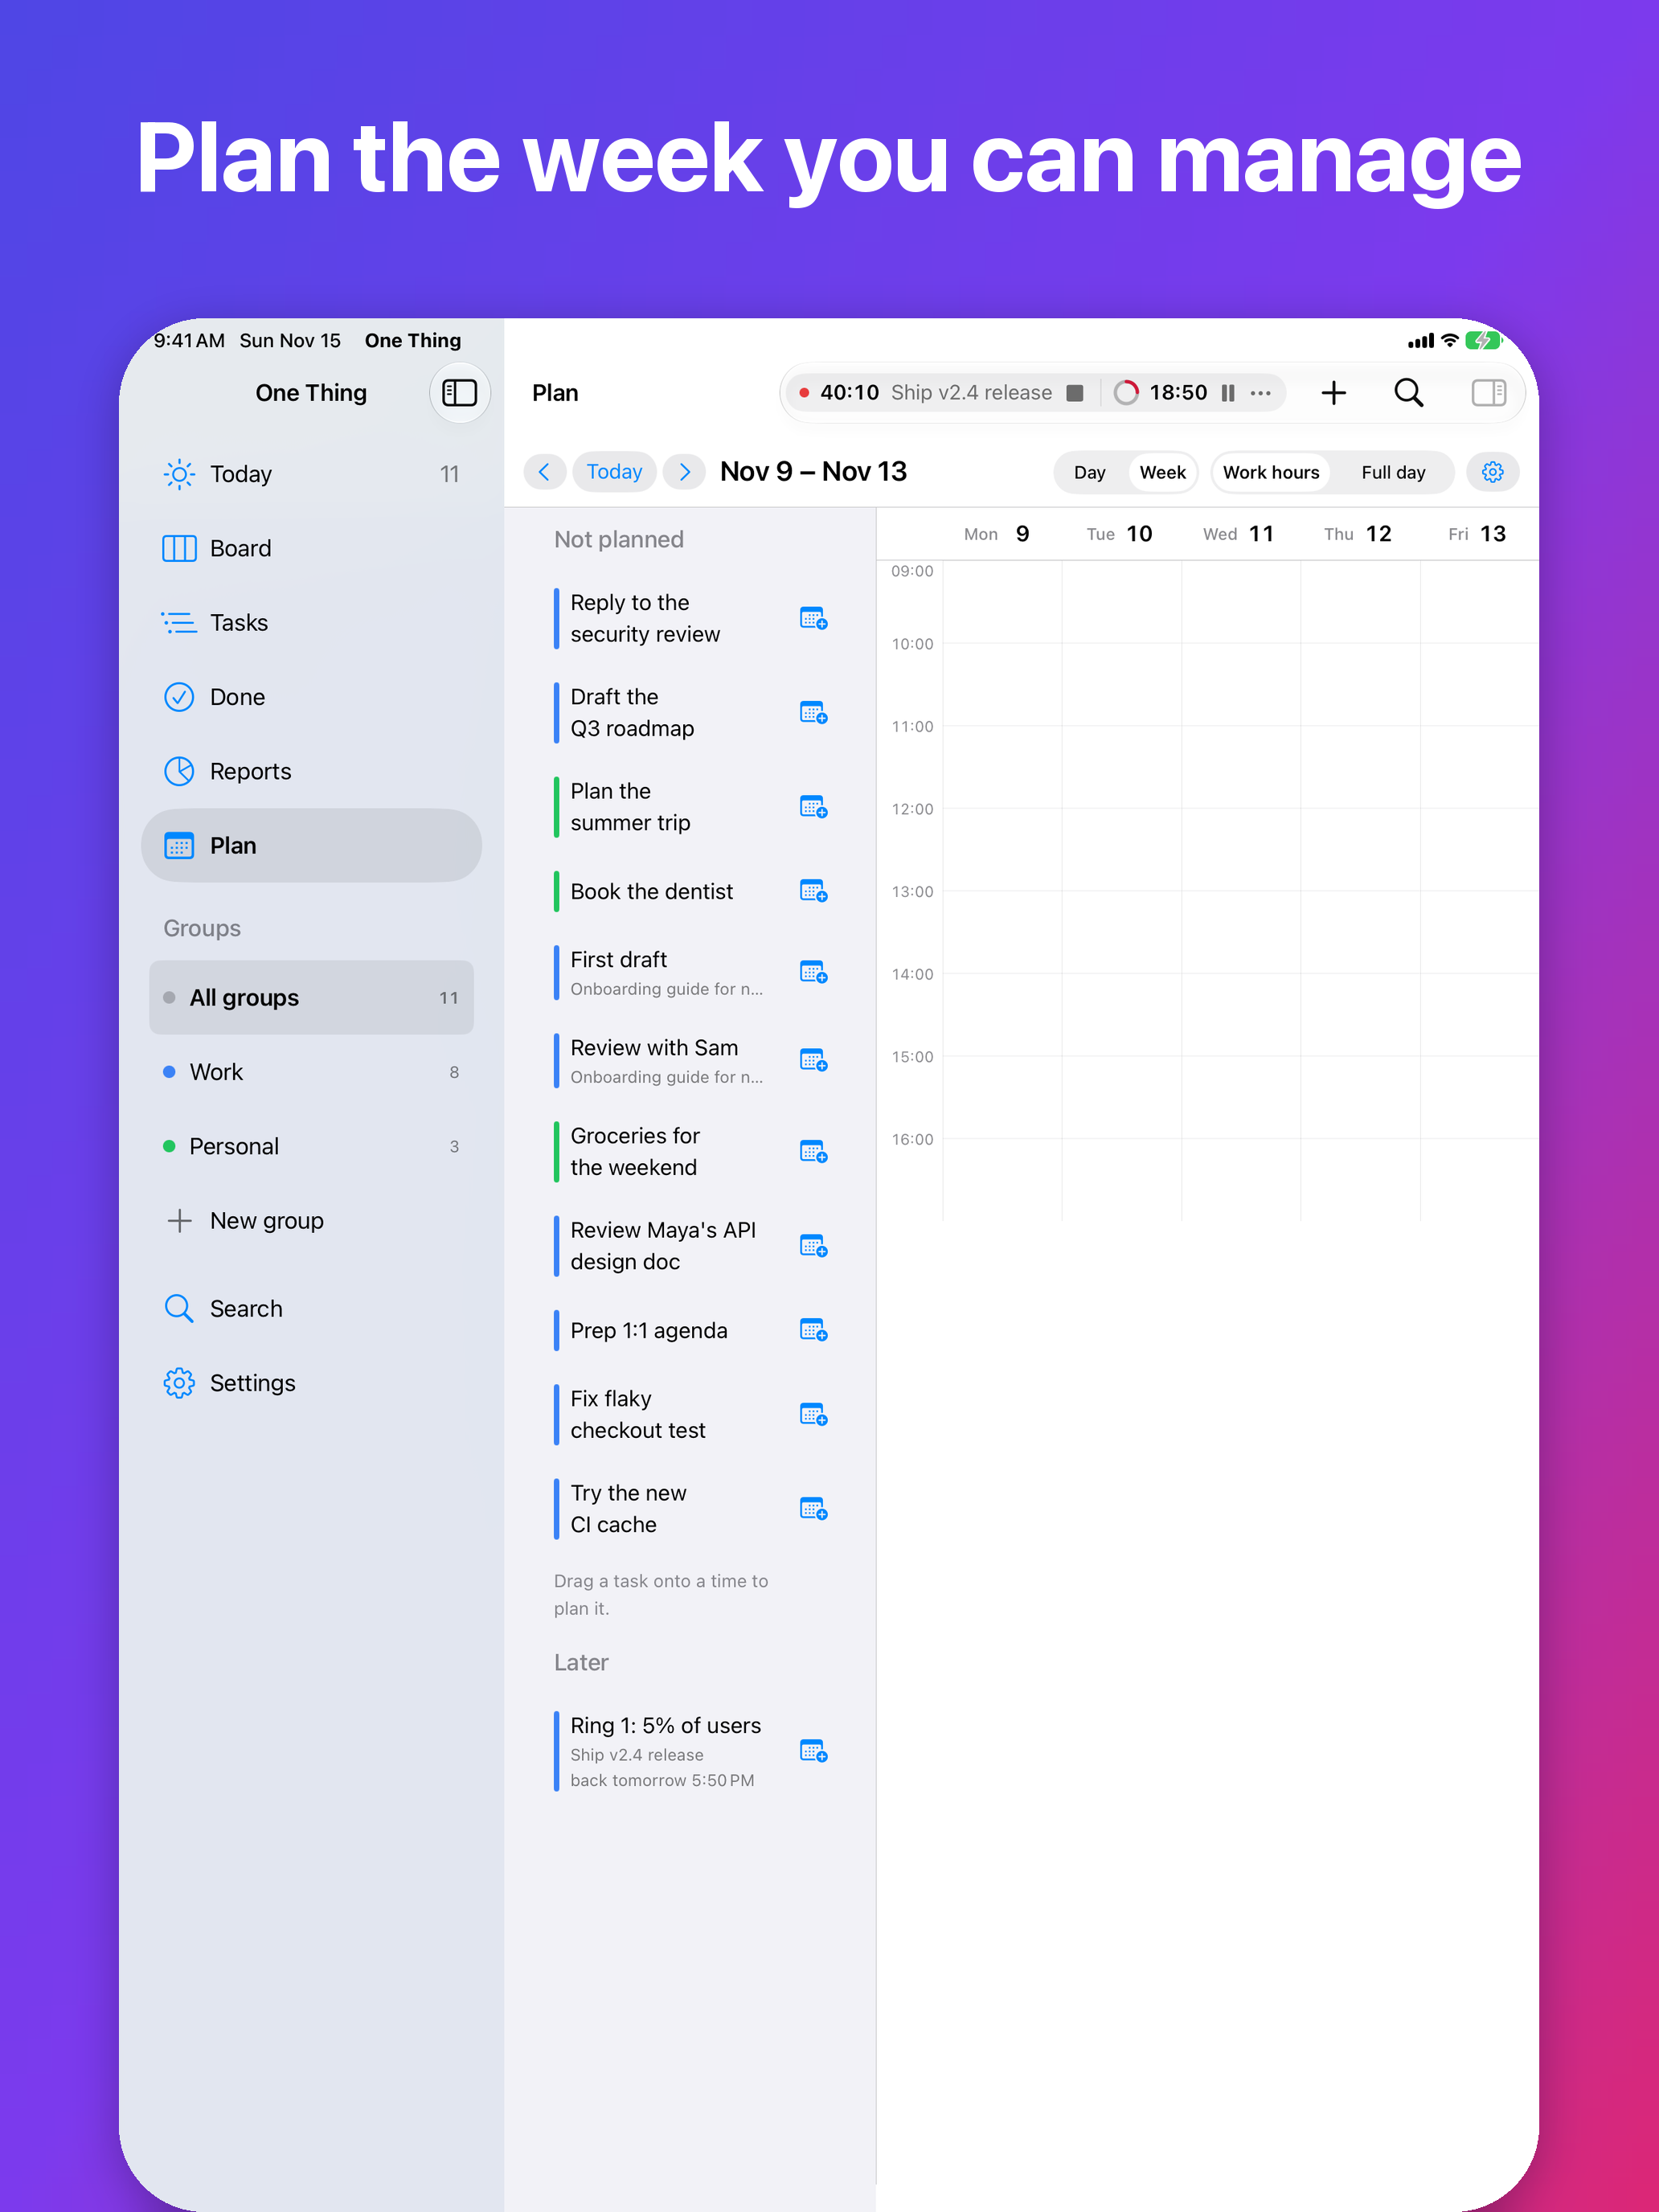 Plan the week you can manage
9:41 AM Sun Nov 15 One Thing
One Thing
Today 11
Board
Tasks
Done
Reports
Plan
Groups
All groups 11
Work 8
Personal 3
New group
Search
Settings
Plan
40:10 Ship v2.4 release 18:50
Today
Nov 9 – Nov 13
Day Week
Work hours Full day
Not planned
Reply to the
security review
Draft the
Q3 roadmap
Plan the
summer trip
Book the dentist
First draft
Onboarding guide for n...
Review with Sam
Onboarding guide for n...
Groceries for
the weekend
Review Maya's API
design doc
Prep 1:1 agenda
Fix flaky
checkout test
Try the new
CI cache
Drag a task onto a time to
plan it.
Later
Ring 1: 5% of users
Ship v2.4 release
back tomorrow 5:50 PM
Mon 9 Tue 10 Wed 11 Thu 12 Fri 13
09:00
10:00
11:00
12:00
13:00
14:00
15:00
16:00